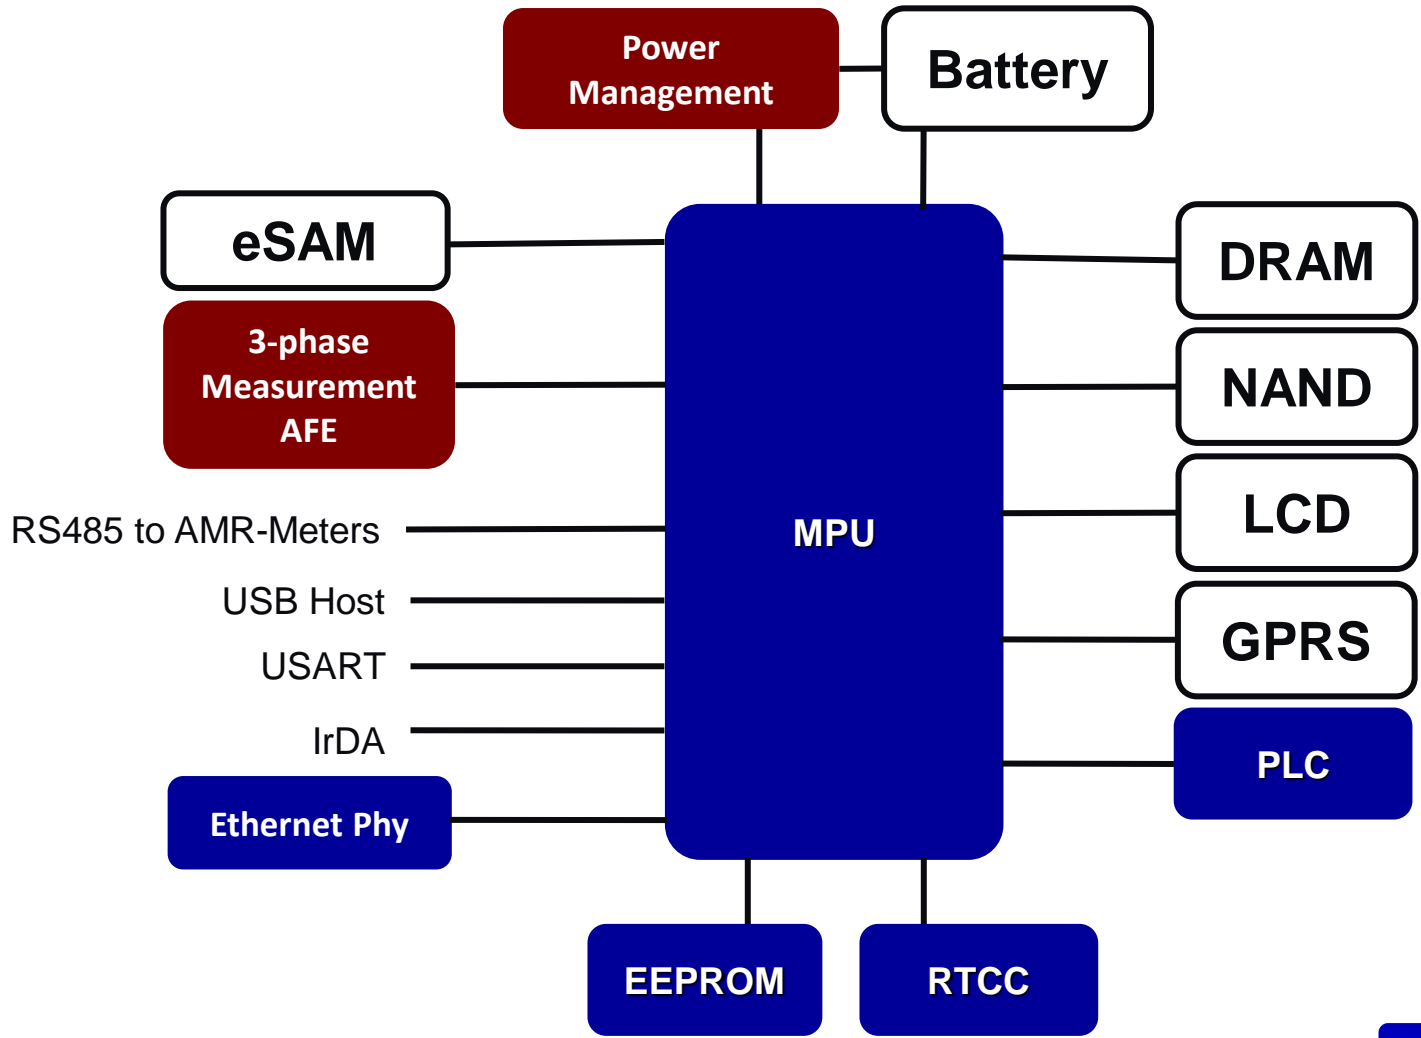 Power
Management
Battery
eSAM
3-phase
Measurement
AFE
RS485 to AMR-Meters
USB Host
USART
IrDA
Ethernet Phy
MPU
DRAM
NAND
LCD
GPRS
PLC
EEPROM
RTCC